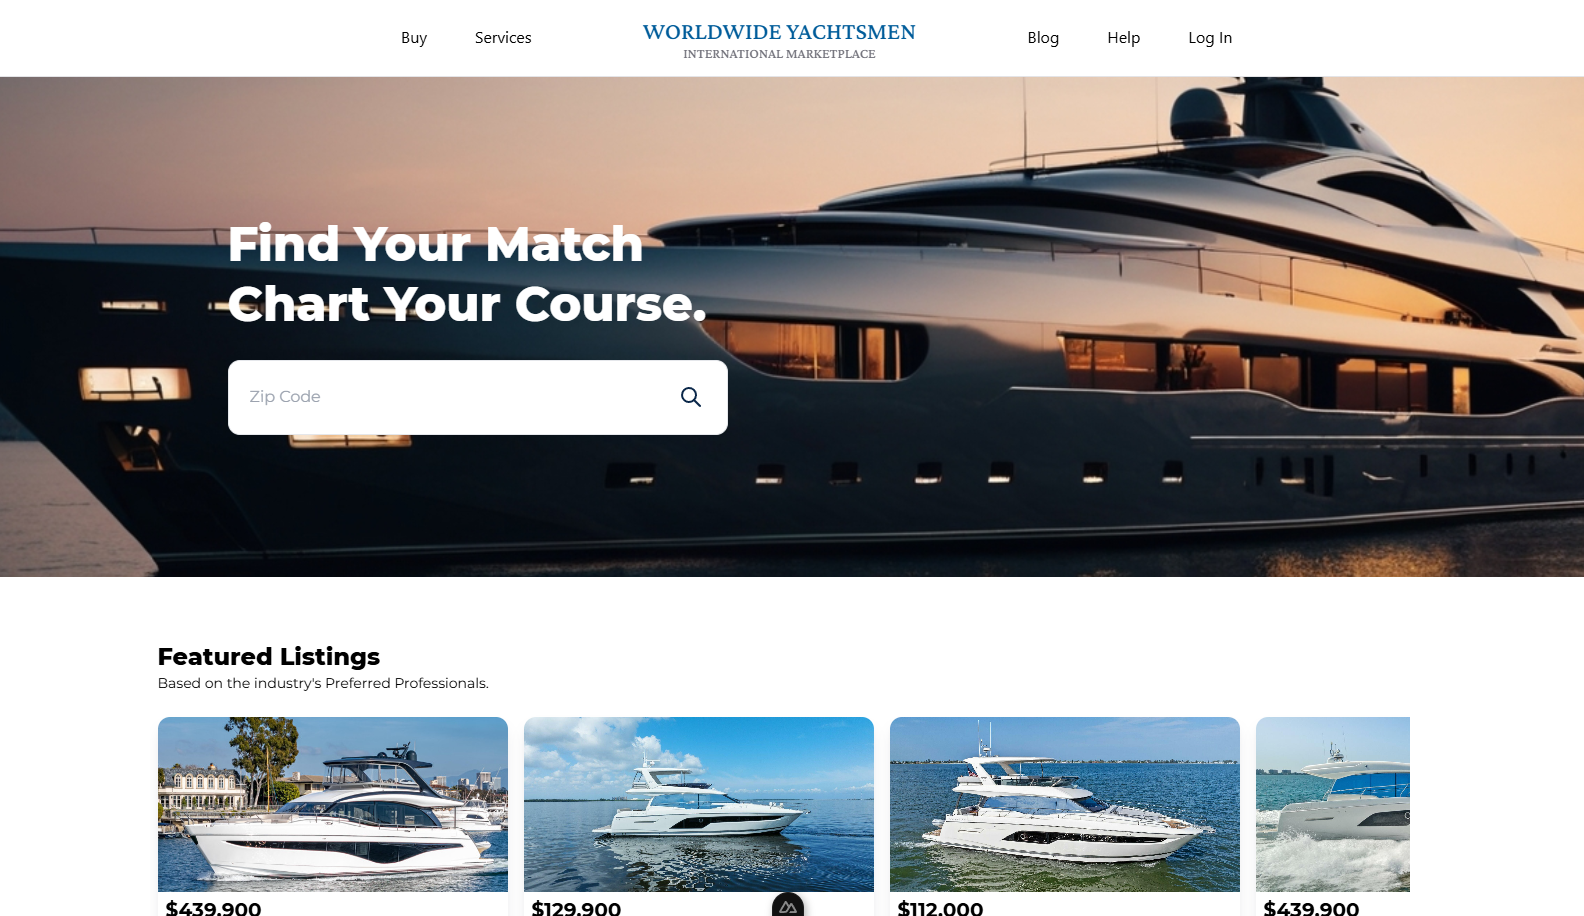 Buy
Services
WORLDWIDE YACHTSMEN
INTERNATIONAL MARKETPLACE
Blog
Help
Log In
Find Your Match
Chart Your Course.
Zip Code
Featured Listings
Based on the industry's Preferred Professionals.
$439,900
$129,900
$112,000
$439,900